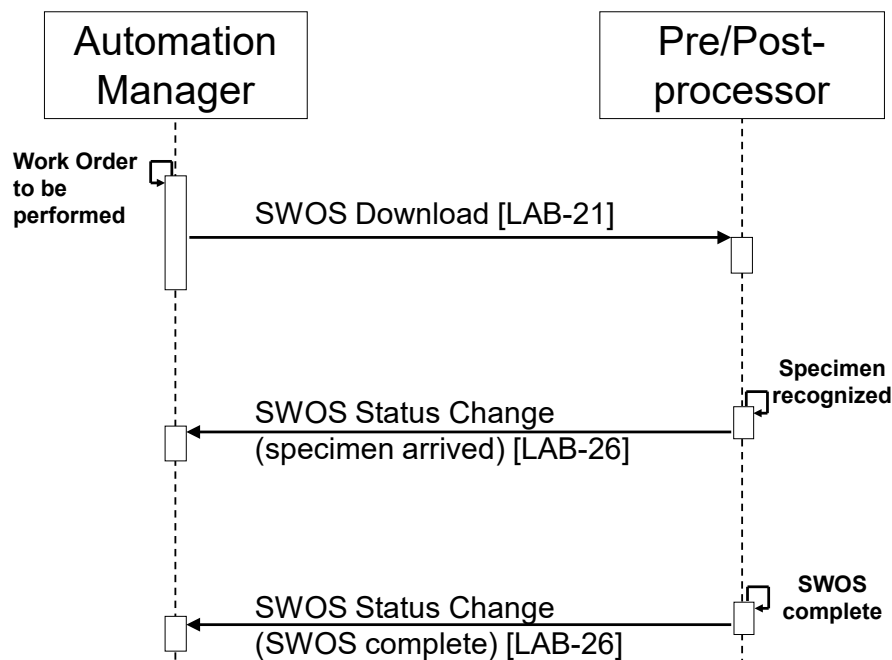 Automation
Manager
Pre/Post-
processor
Work Order
to be
performed
SWOS Download [LAB-21]
Specimen
recognized
SWOS Status Change
(specimen arrived) [LAB-26]
SWOS
complete
SWOS Status Change
(SWOS complete) [LAB-26]